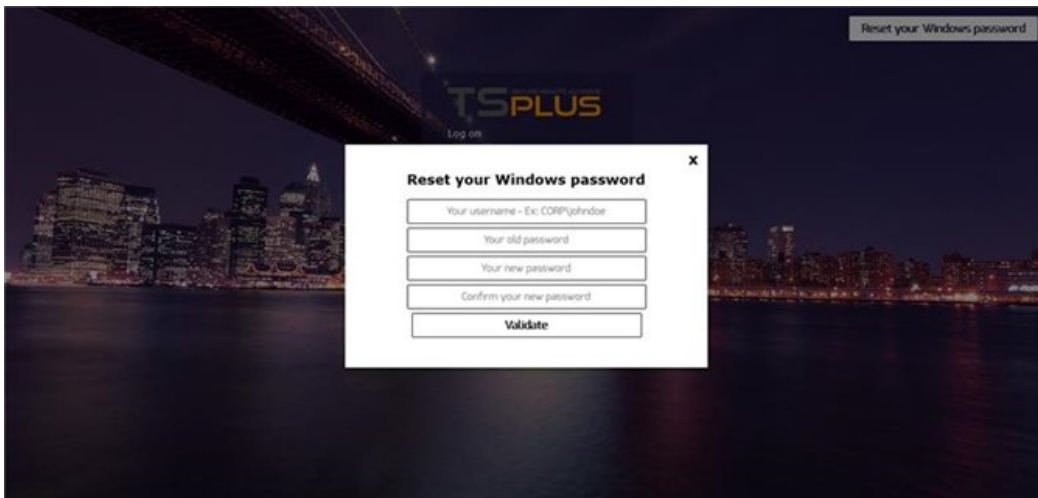 Reset your Windows password
TSPLUS
Log on
x
Reset your Windows password
Your username - Ex: CORP\johndoe
Your old password
Your new password
Confirm your new password
Validate